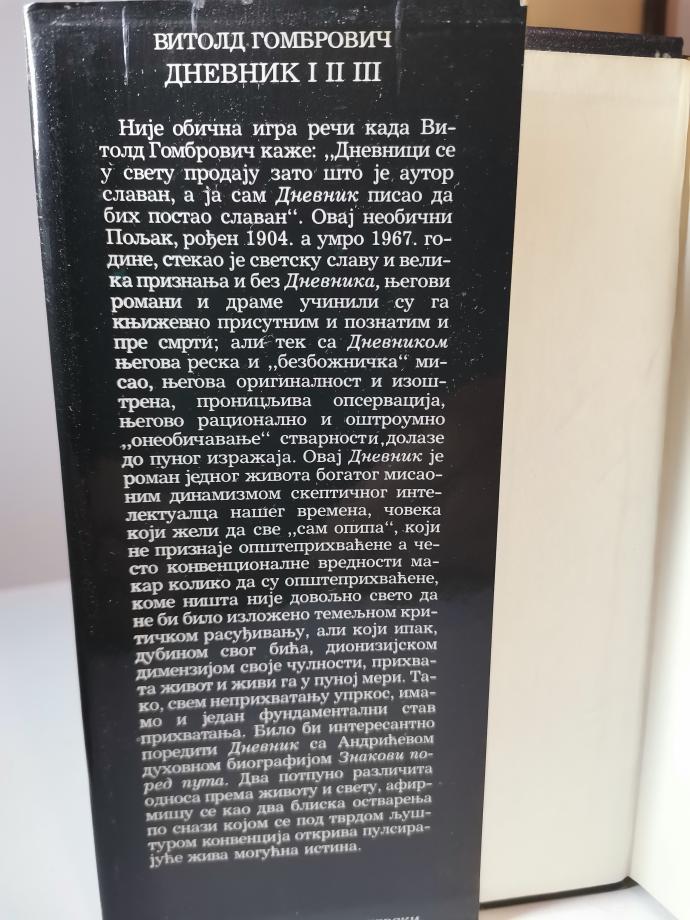 ВИТОЛД ГОМБРОВИЧ
ДНЕВНИК I II III
Није обична игра речи када Ви-
толд Гомбрович каже: „Дневници се
у свету продају зато што је аутор
славан, а ја сам Дневник писао да
бих постао славан“. Овај необични
Пољак, рођен 1904. а умро 1967. го-
дине, стекао је светску славу и вели-
ка признања и без Дневника, његови
романи и драме учинили су га
књижевно присутним и познатим и
пре смрти; али тек са Дневником
његова реска и „безбожничка“ ми-
сао, његова оригиналност и изош-
трена, проницљива опсервација,
његово рационално и оштроумно
„онеобичавање“ стварности, долазе
до пуног изражаја. Овај Дневник је
роман једног живота богатог мисао-
ним динамизмом скептичног инте-
лектуалца нашег времена, човека
који жели да све „сам опипа“, који
не признаје општеприхваћене а че-
сто конвенционалне вредности ма-
кар колико да су општеприхваћене,
коме ништа није довољно свето да
не би било изложено темељном кри-
тичком расуђивању, али који ипак,
дубином свог бића, дионизијском
димензијом своје чулности, прихва-
та живот и живи га у пуној мери. Та-
ко, свем неприхватању упркос, има-
мо и један фундаментални став
прихватања. Било би интересантно
поредити Дневник са Андрићевом
духовном биографијом Знакови по-
ред пута. Два потпуно различита
односа према животу и свету, афир-
мишу се као два блиска остварења
по снази којом се под тврдом љуш-
туром конвенција открива пулсира-
јуће жива могућна истина.